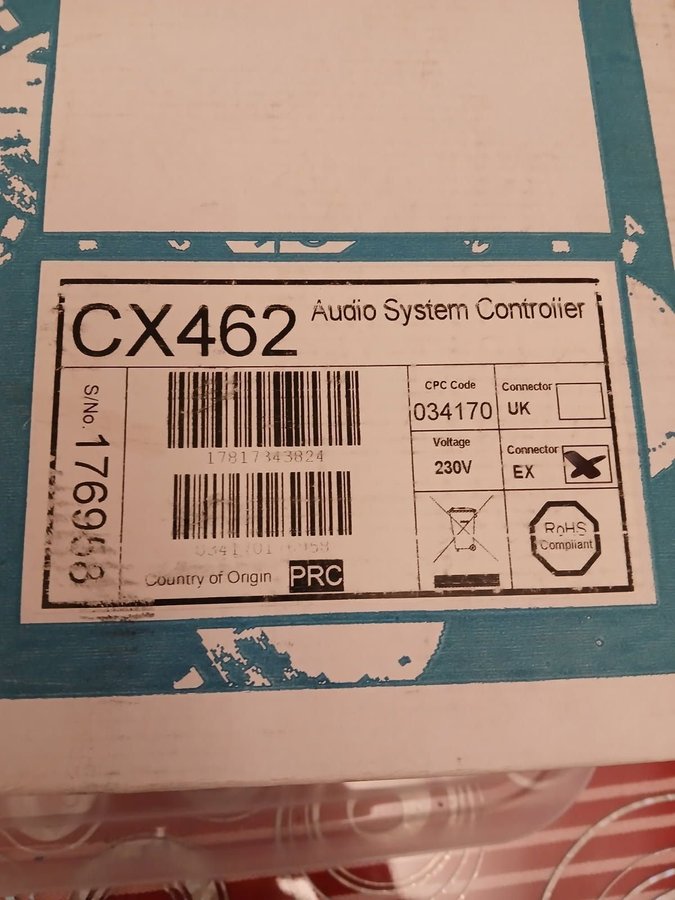 CX462
Audio System Controller
S/No. 176958
17817343824
CPC Code
034170
Connector
UK
Voltage
230V
Connector
EX
RoHS
Compliant
Country of Origin PRC